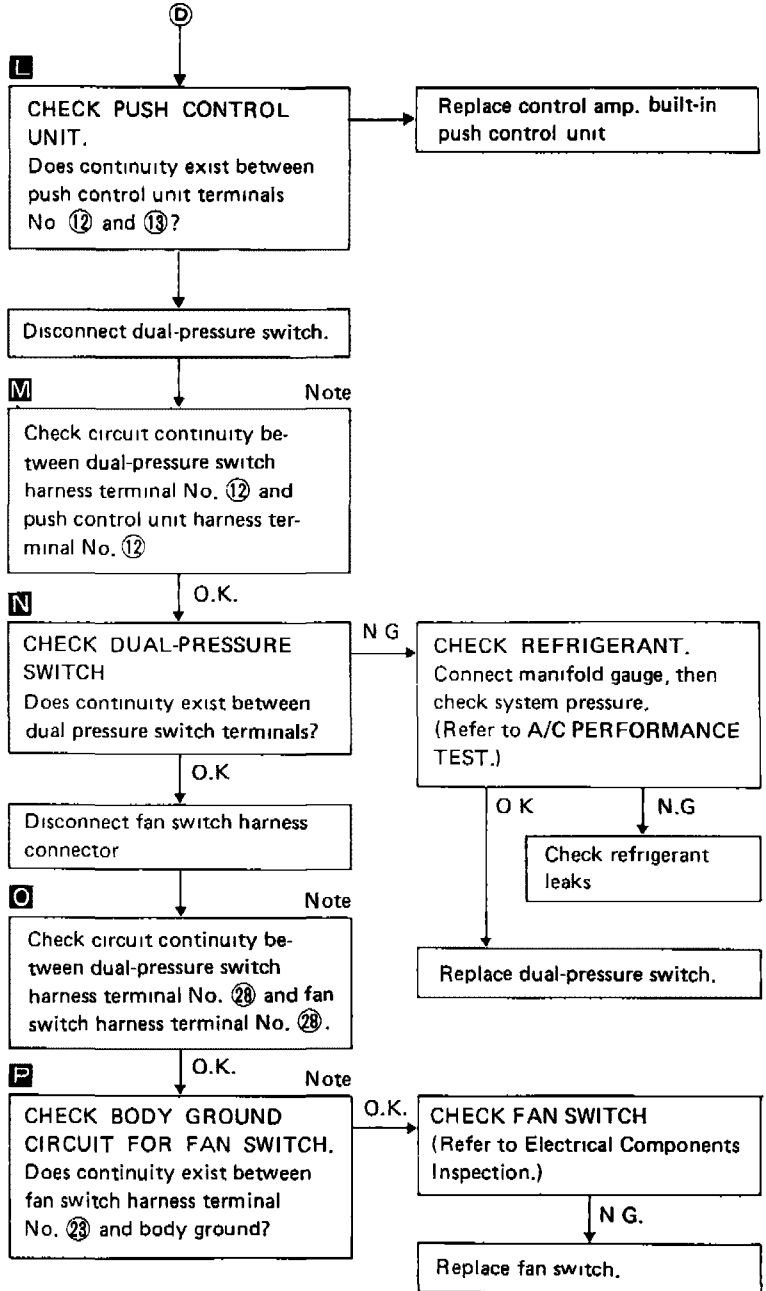 D
L
CHECK PUSH CONTROL
UNIT.
Does continuity exist between
push control unit terminals
No ⑫ and ⑬?
Replace control amp. built-in
push control unit
Disconnect dual-pressure switch.
M
Note
Check circuit continuity be-
tween dual-pressure switch
harness terminal No. ⑫ and
push control unit harness ter-
minal No. ⑫
O.K.
N
CHECK DUAL-PRESSURE
SWITCH
Does continuity exist between
dual pressure switch terminals?
N G
CHECK REFRIGERANT.
Connect manifold gauge, then
check system pressure.
(Refer to A/C PERFORMANCE
TEST.)
O.K
O K
N.G
Disconnect fan switch harness
connector
Check refrigerant
leaks
O
Note
Check circuit continuity be-
tween dual-pressure switch
harness terminal No. ㉘ and fan
switch harness terminal No. ㉘.
Replace dual-pressure switch.
O.K.
P
Note
CHECK BODY GROUND
CIRCUIT FOR FAN SWITCH.
Does continuity exist between
fan switch harness terminal
No. ㉓ and body ground?
O.K.
CHECK FAN SWITCH
(Refer to Electrical Components
Inspection.)
N G.
Replace fan switch.